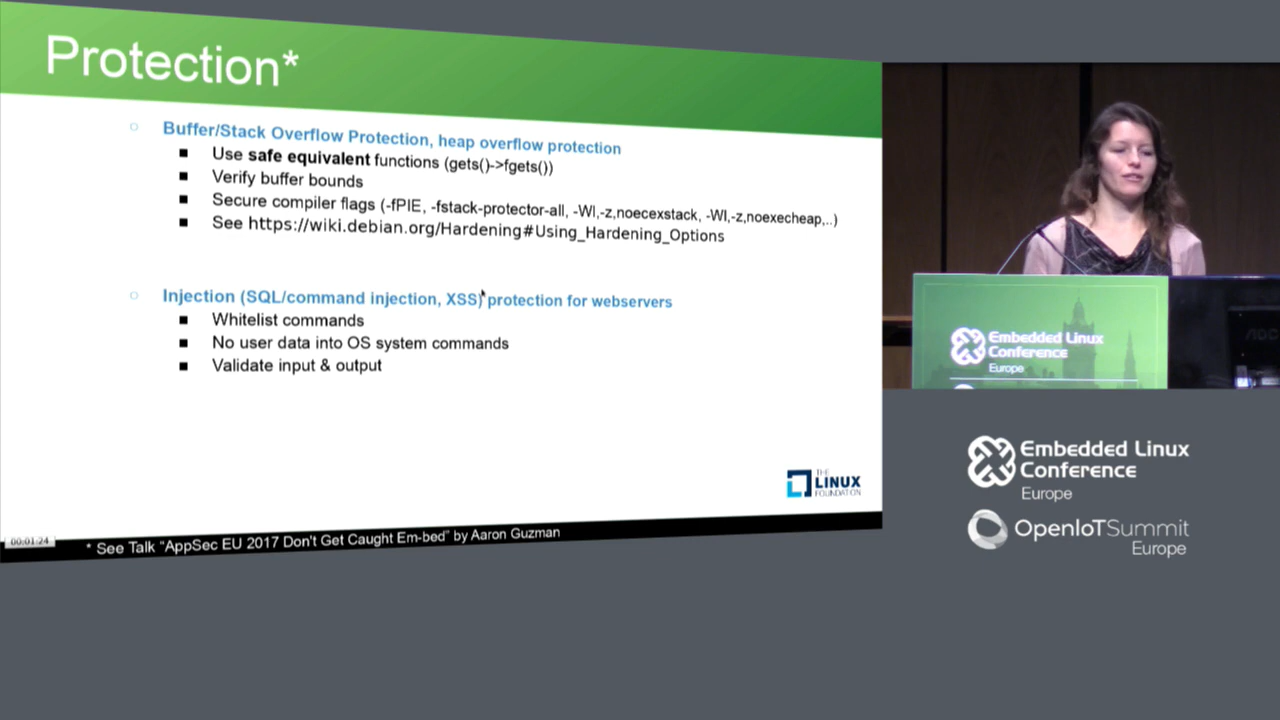 Protection*
Buffer/Stack Overflow Protection, heap overflow protection
Use safe equivalent functions (gets()->fgets())
Verify buffer bounds
Secure compiler flags (-fPIE, -fstack-protector-all, -Wl,-z,noecexstack, -Wl,-z,noexecheap,..)
See https://wiki.debian.org/Hardening#Using_Hardening_Options
Injection (SQL/command injection, XSS) protection for webservers
Whitelist commands
No user data into OS system commands
Validate input & output
THE
LINUX
FOUNDATION
00:01:24
* See Talk "AppSec EU 2017 Don't Get Caught Em-bed" by Aaron Guzman
Embedded Linux
Conference
Europe
AOC
Embedded Linux
Conference
Europe
OpenIoTSummit
Europe